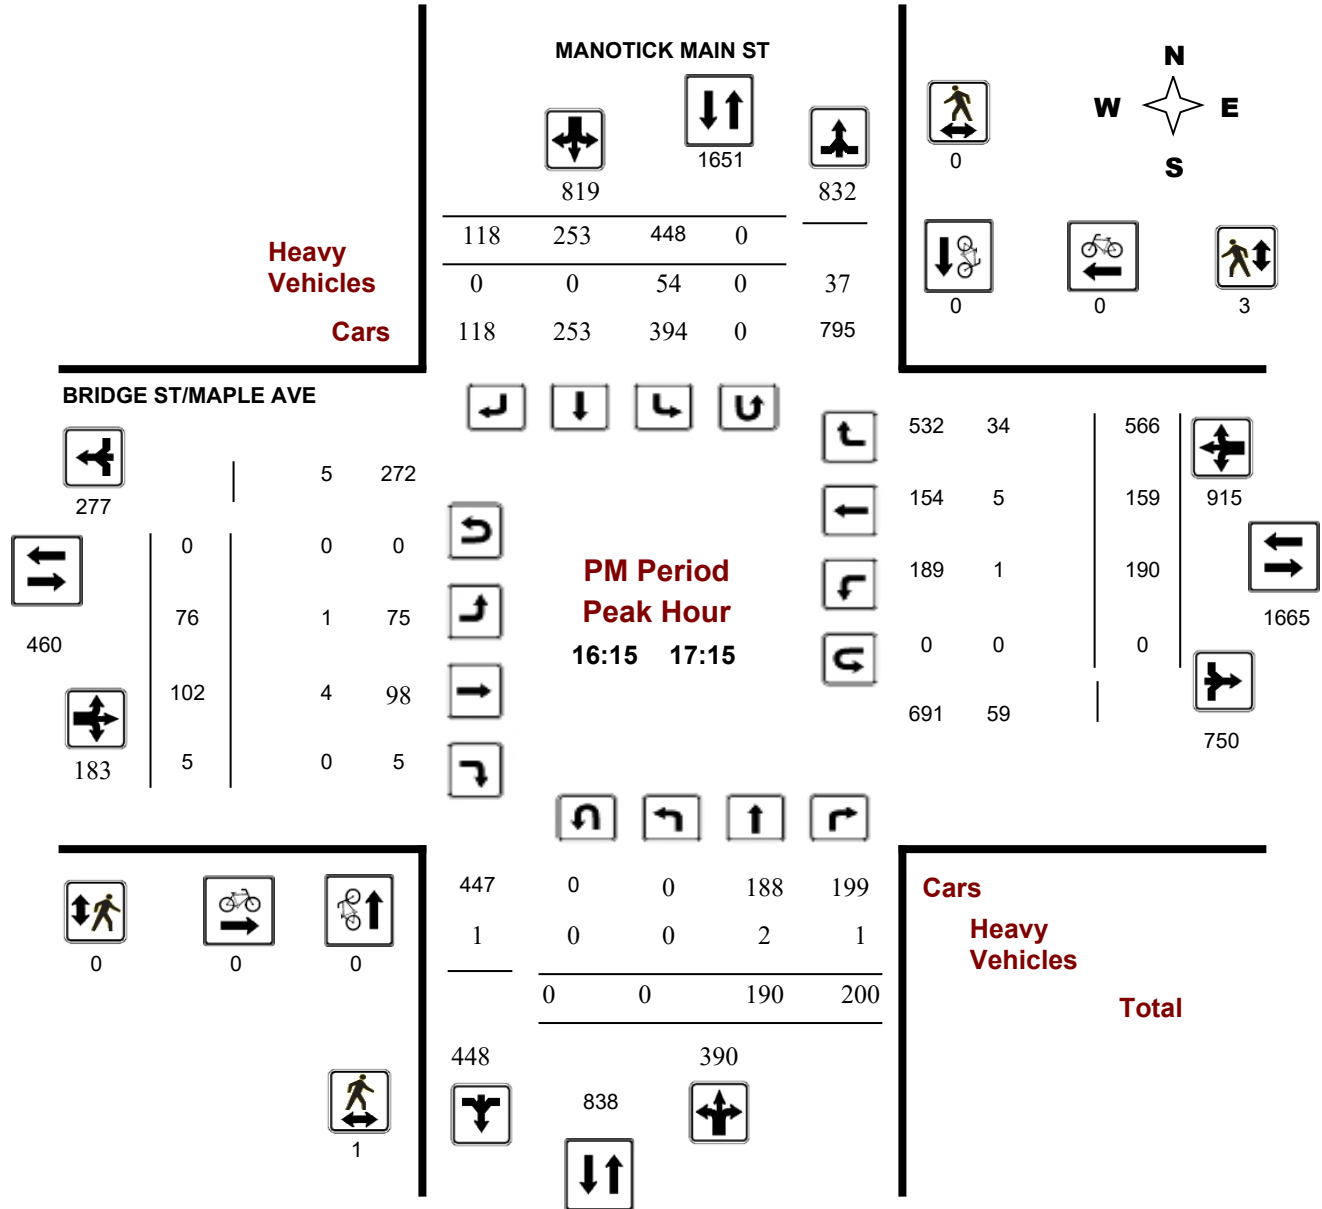 MANOTICK MAIN ST
N
W E
S
1651
819 832
0
118 253 448 0
Heavy
Vehicles
0 0 54 0 37
0 0 3
Cars 118 253 394 0 795
BRIDGE ST/MAPLE AVE
532 34 566
5 272
277
154 5 159 915
0 0 0
PM Period
189 1 190
76 1 75
Peak Hour
1665
460
16:15 17:15
0 0 0
102 4 98
691 59
750
183 5 0 5
447 0 0 188 199
Cars
1 0 0 2 1
Heavy
Vehicles
0 0 0
0 0 190 200
Total
448 390
838
1